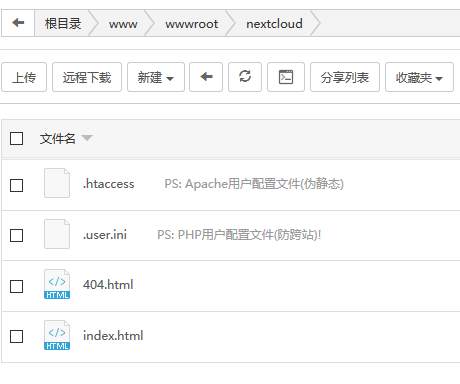 根目录 www wwwroot nextcloud
上传 远程下载 新建 分享列表 收藏夹
文件名
.htaccess PS: Apache用户配置文件(伪静态)
.user.ini PS: PHP用户配置文件(防跨站)!
</> HTML 404.html
</> HTML index.html